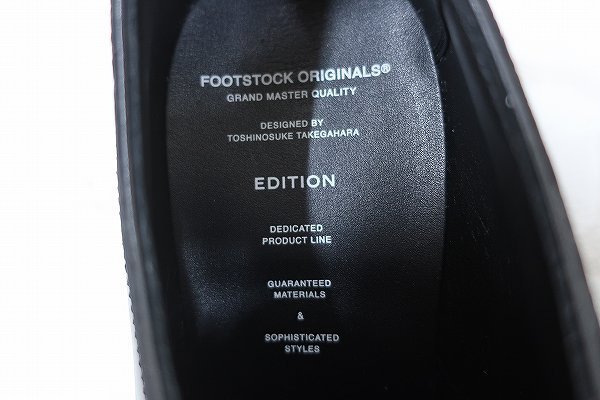 FOOTSTOCK ORIGINALS®
GRAND MASTER QUALITY
DESIGNED BY
TOSHINOSUKE TAKEGAHARA
EDITION
DEDICATED
PRODUCT LINE
GUARANTEED
MATERIALS
&
SOPHISTICATED
STYLES